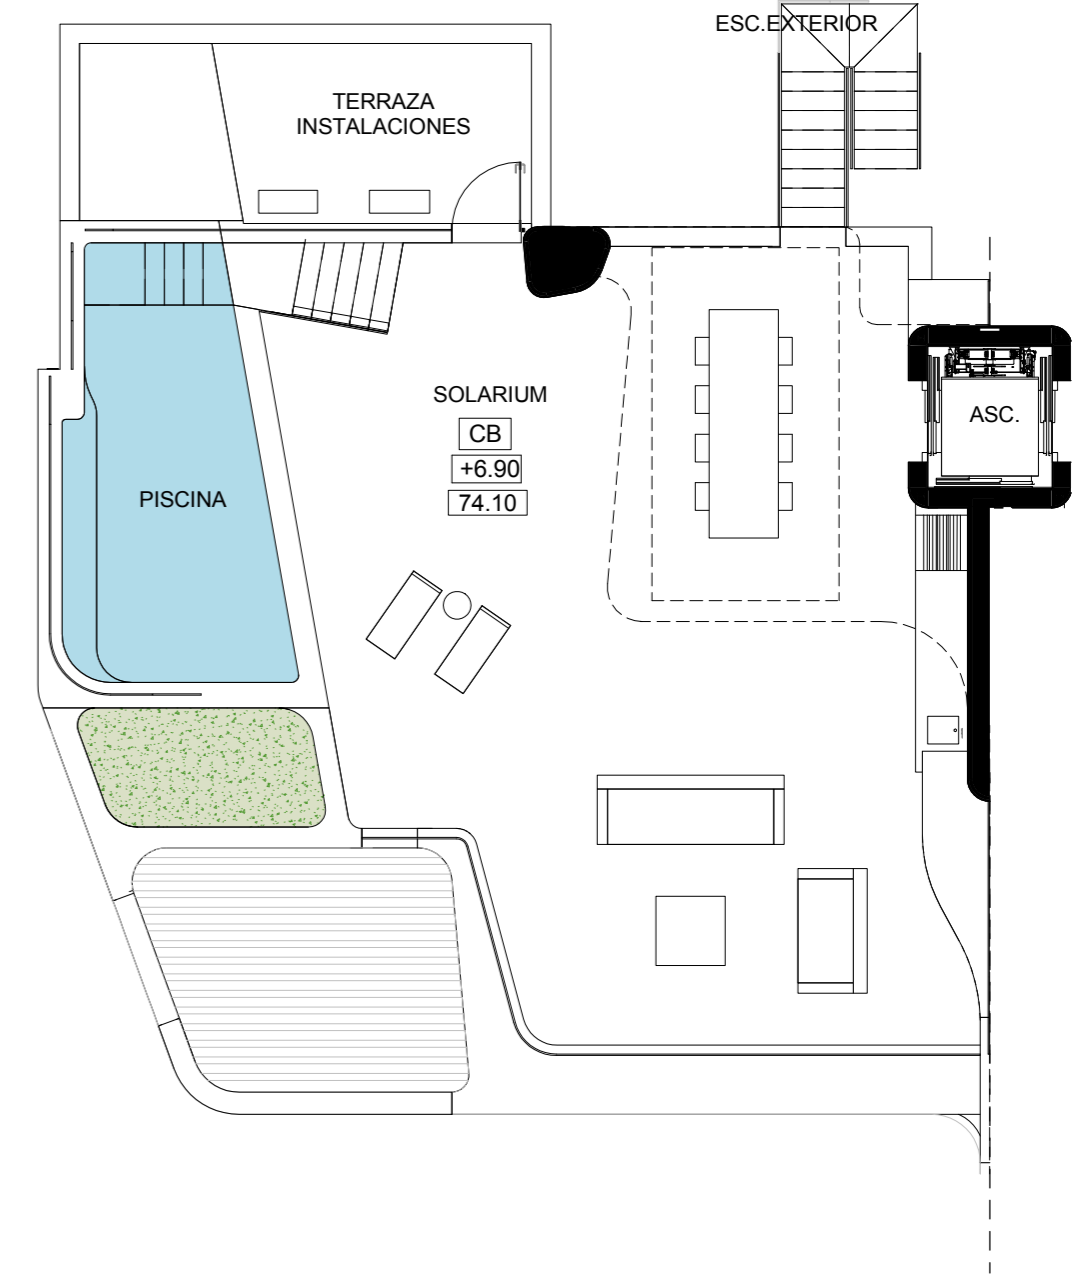 ESC.EXTERIOR
TERRAZA
INSTALACIONES
SOLARIUM
CB
+6.90
74.10
ASC.
PISCINA